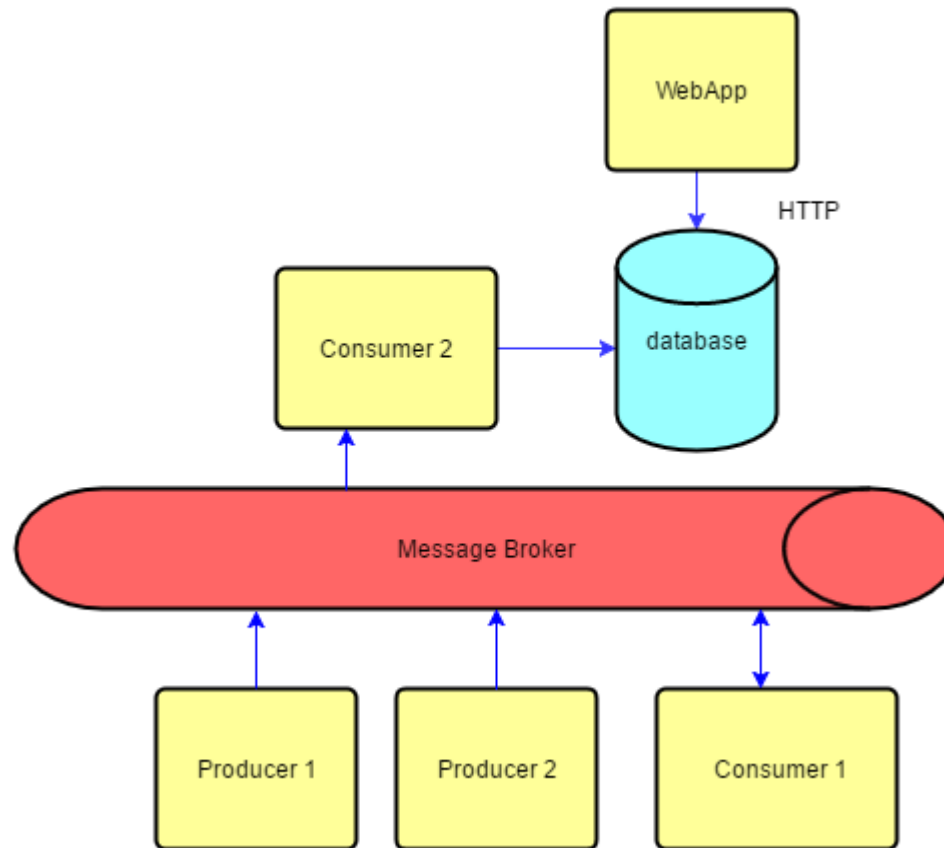 WebApp
HTTP
database
Consumer 2
Message Broker
Producer 1
Producer 2
Consumer 1